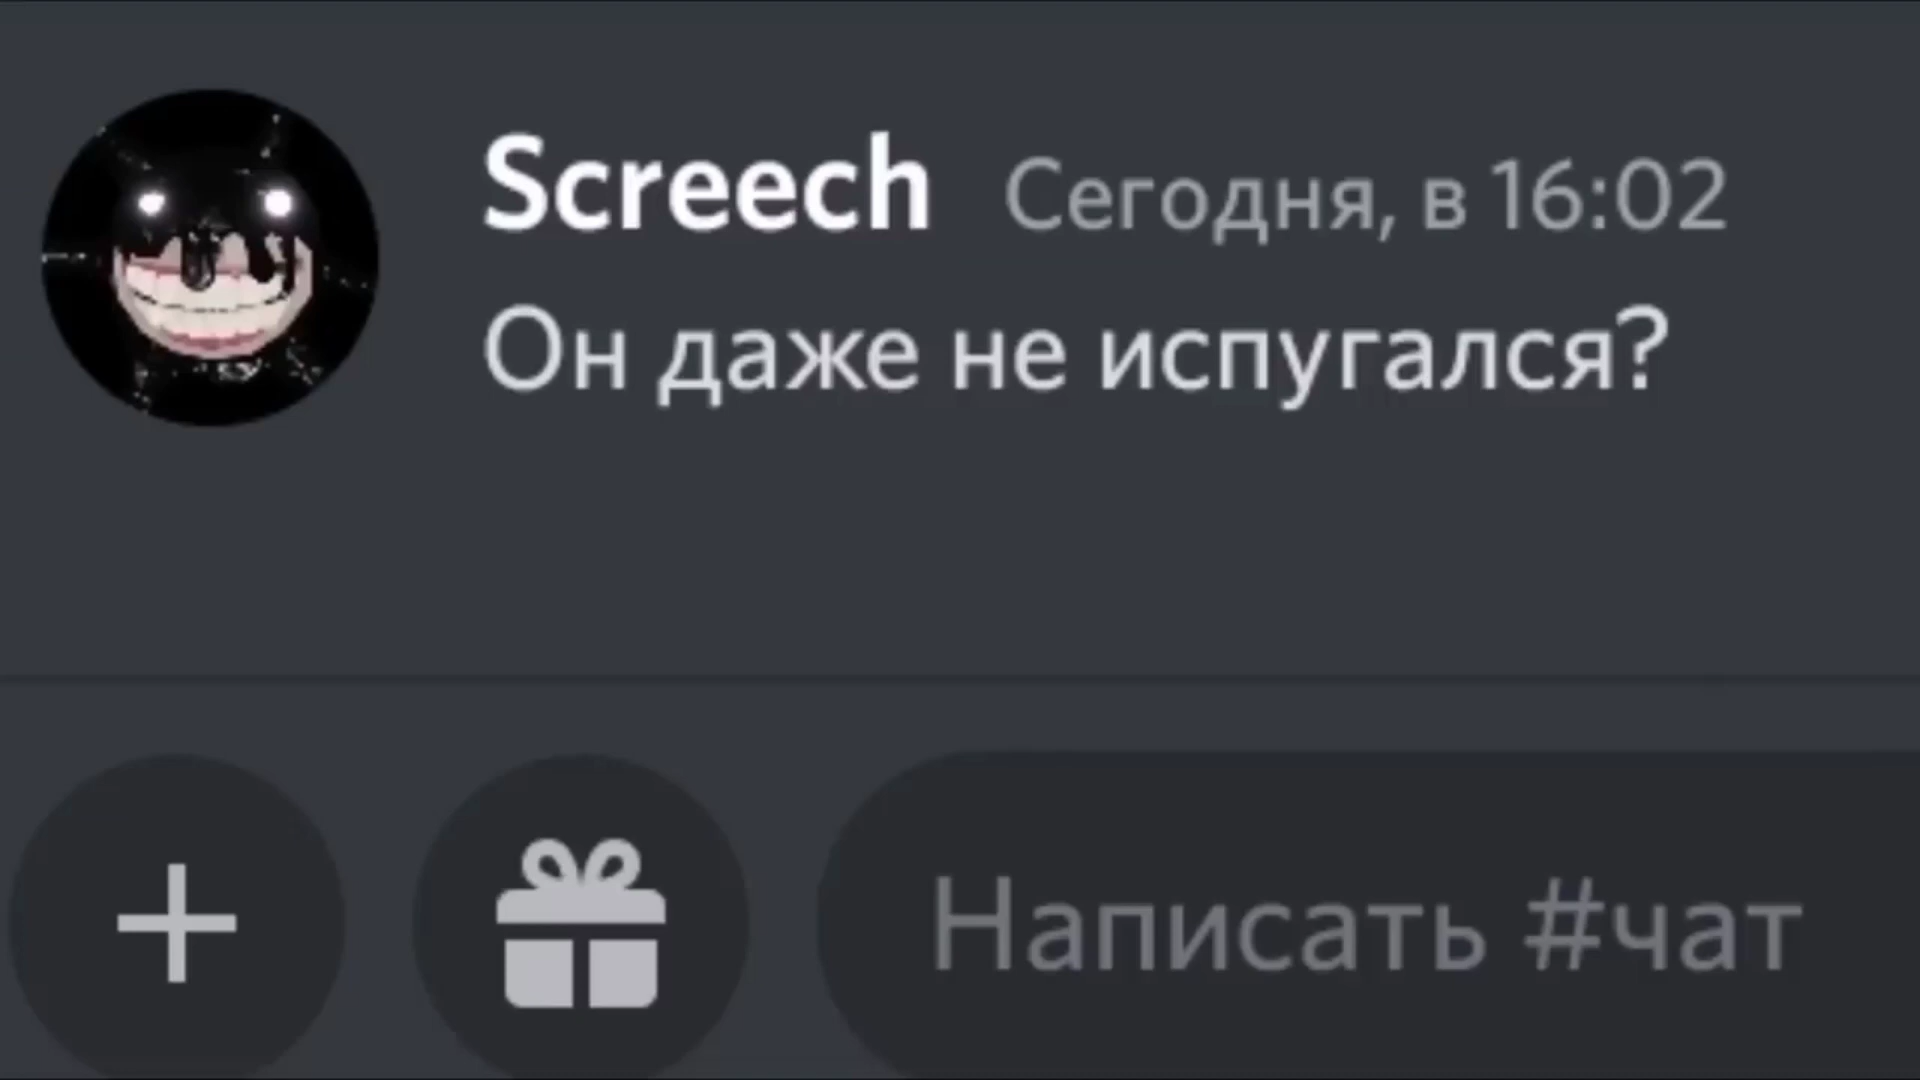 Screech Сегодня, в 16:02
Он даже не испугался?
Написать #чат